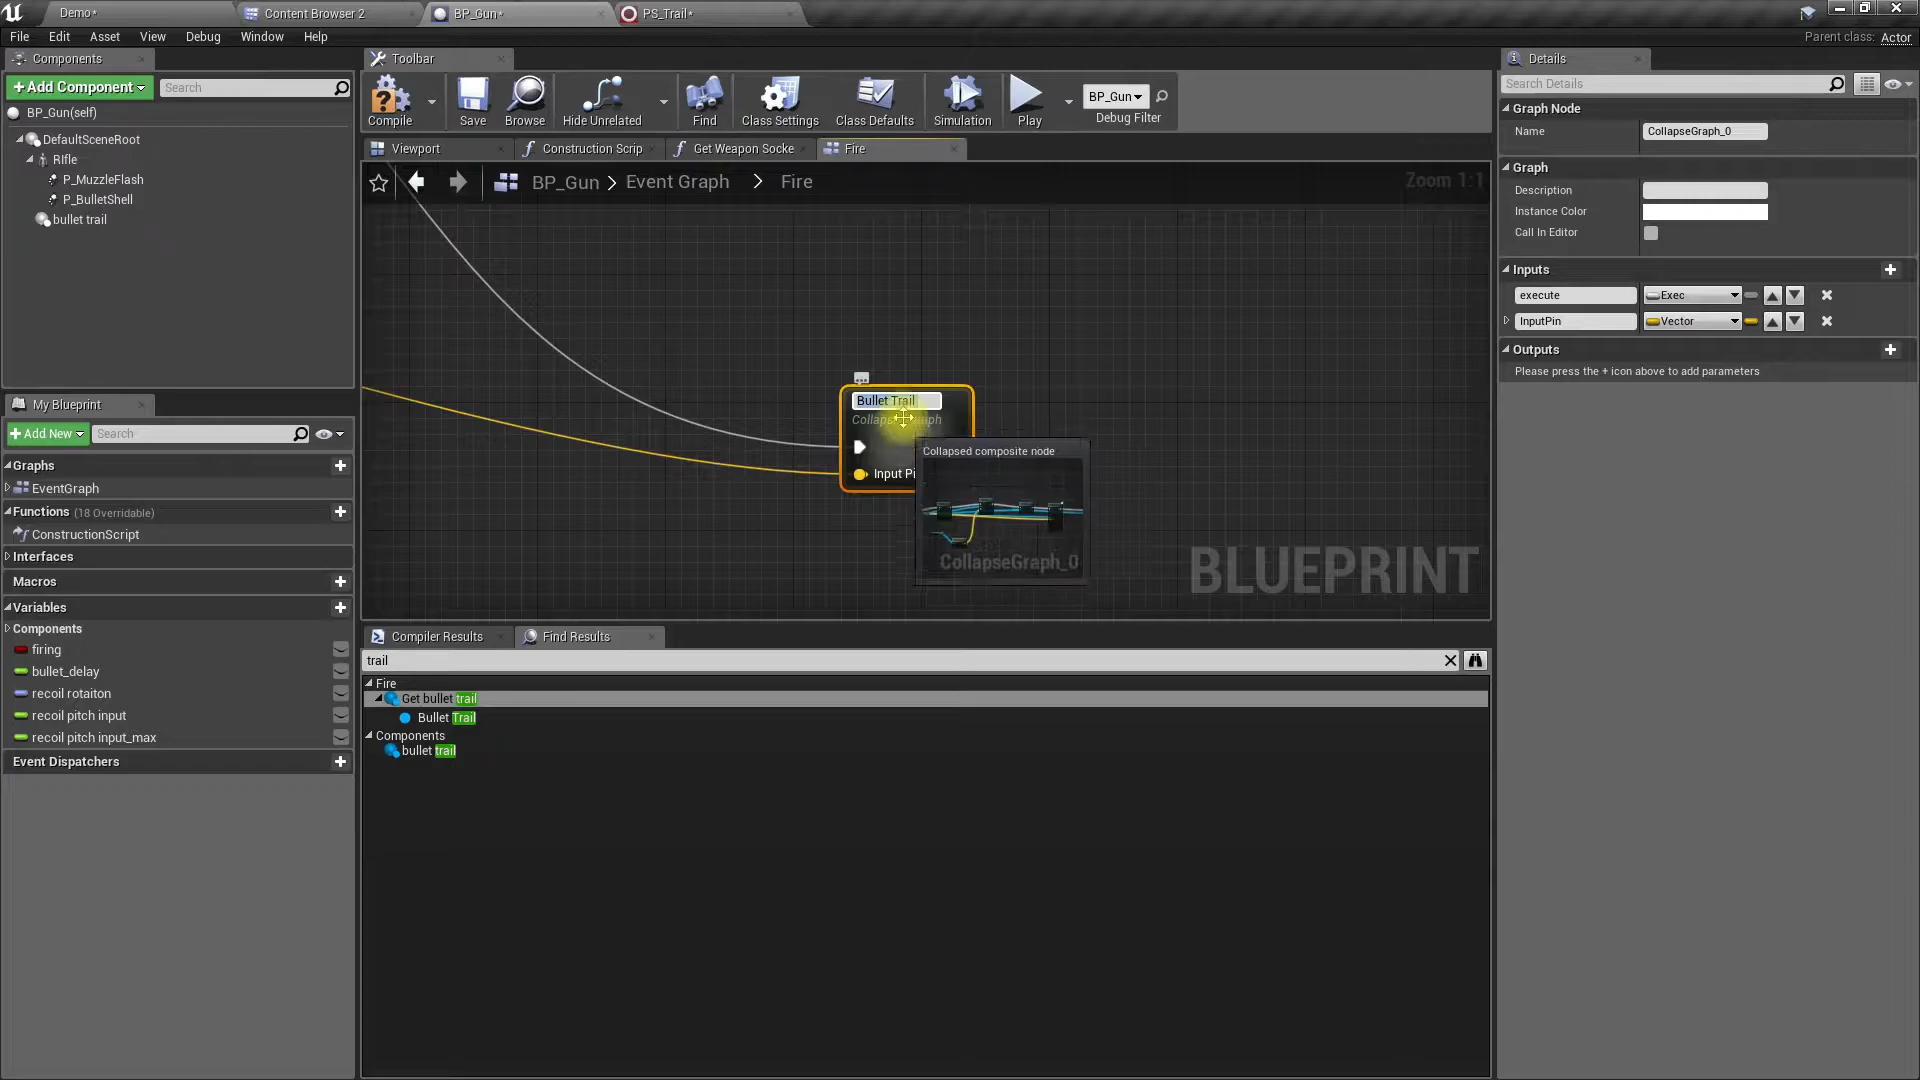 Demo*
Content Browser 2
BP_Gun*
PS_Trail*
File Edit Asset View Debug Window Help
Parent class: Actor
Components
+ Add Component
Search
BP_Gun(self)
DefaultSceneRoot
RIfle
P_MuzzleFlash
P_BulletShell
bullet trail
My Blueprint
+ Add New
Search
Graphs
EventGraph
Functions (18 Overridable)
ConstructionScript
Interfaces
Macros
Variables
Components
firing
bullet_delay
recoil rotaiton
recoil pitch input
recoil pitch input_max
Event Dispatchers
Toolbar
Compile
Save
Browse
Hide Unrelated
Find
Class Settings
Class Defaults
Simulation
Play
BP_Gun
Debug Filter
Viewport
Construction Scrip
Get Weapon Socke
Fire
BP_Gun > Event Graph > Fire
Zoom 1:1
Bullet Trail
Input Pi
Collapsed composite node
CollapseGraph_0
BLUEPRINT
Compiler Results
Find Results
trail
Fire
Get bullet trail
Bullet Trail
Components
bullet trail
Details
Search Details
Graph Node
Name CollapseGraph_0
Graph
Description
Instance Color
Call In Editor
Inputs
execute Exec
InputPin Vector
Outputs
Please press the + icon above to add parameters